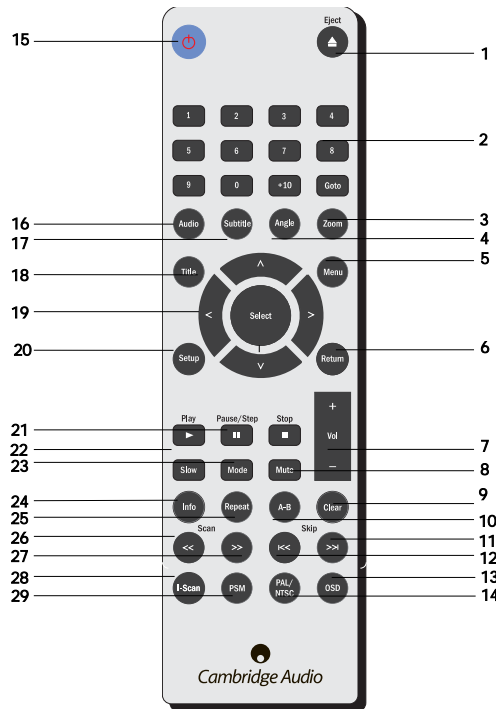 Eject
15
1
1 2 3 4
2
5 6 7 8
9 0 +10 Goto
16 Audio Subtitle Angle Zoom 3
17 4
18 Title Menu 5
19 < ^ Select > v
20 Setup Return 6
Play Pause/Step Stop
+
21
22
Vol 7
23 Slow Mode Mute 8
–
24 Info Repeat A-B Clear 9
25 10
Scan Skip
26 << >> I<< >>I 11
27 12
28 I-Scan PSM PAL/ OSD 13
NTSC
29 14
Cambridge Audio